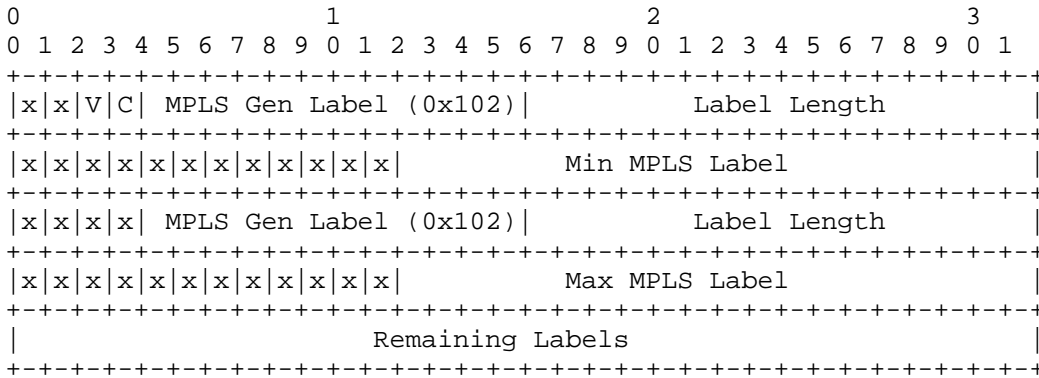 0                   1                   2                   3
0 1 2 3 4 5 6 7 8 9 0 1 2 3 4 5 6 7 8 9 0 1 2 3 4 5 6 7 8 9 0 1
+-+-+-+-+-+-+-+-+-+-+-+-+-+-+-+-+-+-+-+-+-+-+-+-+-+-+-+-+-+-+-+-+
|x|x|V|C| MPLS Gen Label (0x102)|          Label Length         |
+-+-+-+-+-+-+-+-+-+-+-+-+-+-+-+-+-+-+-+-+-+-+-+-+-+-+-+-+-+-+-+-+
|x|x|x|x|x|x|x|x|x|x|x|x|          Min MPLS Label               |
+-+-+-+-+-+-+-+-+-+-+-+-+-+-+-+-+-+-+-+-+-+-+-+-+-+-+-+-+-+-+-+-+
|x|x|x|x| MPLS Gen Label (0x102)|          Label Length         |
+-+-+-+-+-+-+-+-+-+-+-+-+-+-+-+-+-+-+-+-+-+-+-+-+-+-+-+-+-+-+-+-+
|x|x|x|x|x|x|x|x|x|x|x|x|          Max MPLS Label               |
+-+-+-+-+-+-+-+-+-+-+-+-+-+-+-+-+-+-+-+-+-+-+-+-+-+-+-+-+-+-+-+-+
|                      Remaining Labels                         |
+-+-+-+-+-+-+-+-+-+-+-+-+-+-+-+-+-+-+-+-+-+-+-+-+-+-+-+-+-+-+-+-+